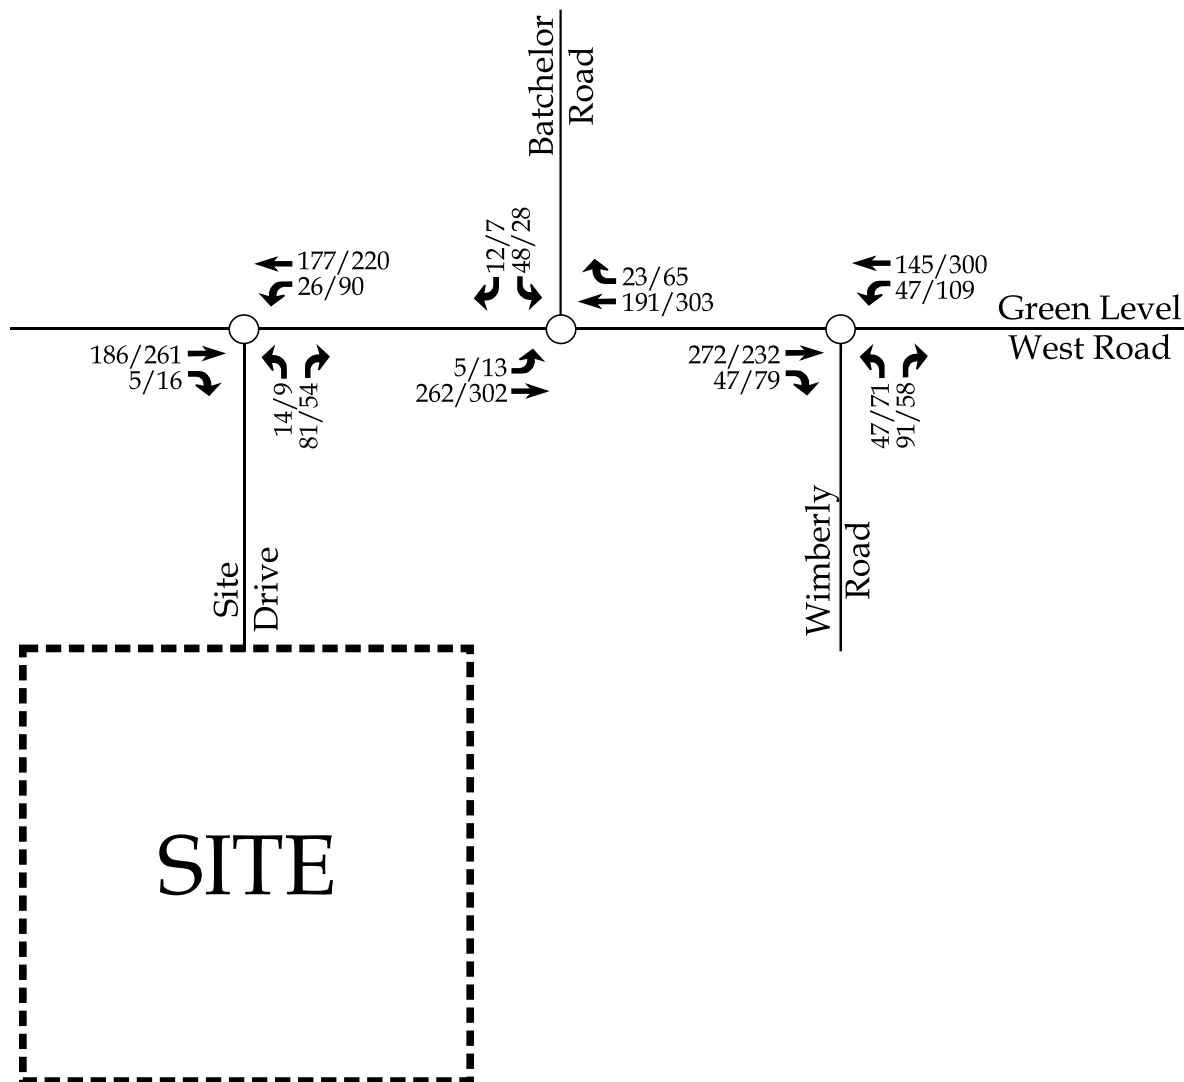 Batchelor
Road
12/7
48/28
177/220
26/90
23/65
191/303
145/300
47/109
Green Level
West Road
186/261
5/16
14/9
81/54
5/13
262/302
272/232
47/79
47/71
91/58
Site
Drive
Wimberly
Road
SITE